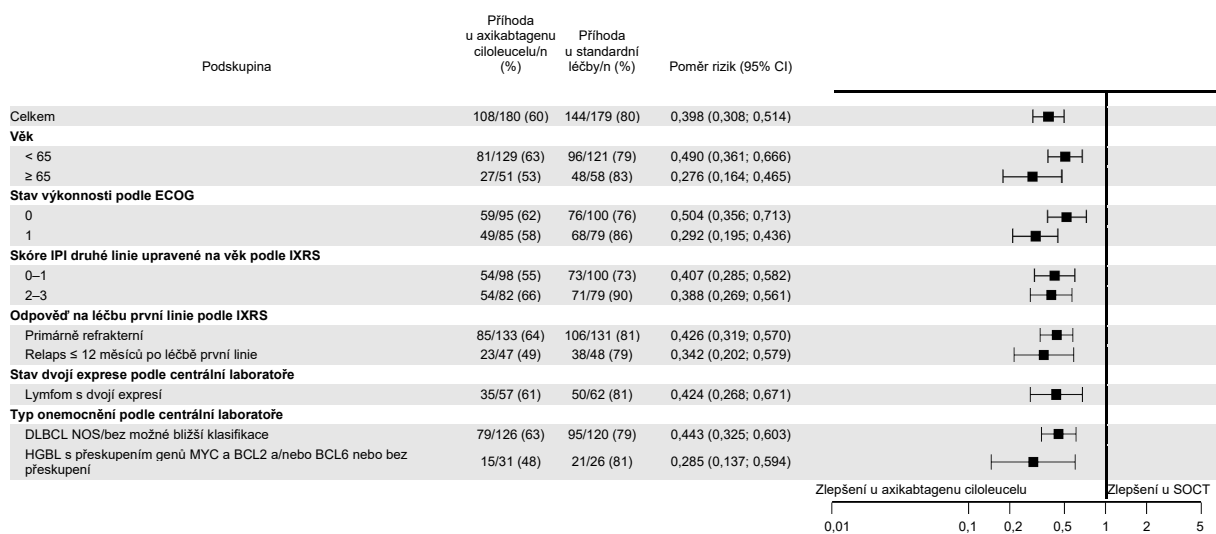 Podskupina
Příhoda
u axikabtagenu
ciloleucelu/n
(%)
Příhoda
u standardní
léčby/n (%)
Poměr rizik (95% CI)
Celkem 108/180 (60) 144/179 (80) 0,398 (0,308; 0,514)
Věk
< 65 81/129 (63) 96/121 (79) 0,490 (0,361; 0,666)
≥ 65 27/51 (53) 48/58 (83) 0,276 (0,164; 0,465)
Stav výkonnosti podle ECOG
0 59/95 (62) 76/100 (76) 0,504 (0,356; 0,713)
1 49/85 (58) 68/79 (86) 0,292 (0,195; 0,436)
Skóre IPI druhé linie upravené na věk podle IXRS
0–1 54/98 (55) 73/100 (73) 0,407 (0,285; 0,582)
2–3 54/82 (66) 71/79 (90) 0,388 (0,269; 0,561)
Odpověď na léčbu první linie podle IXRS
Primárně refrakterní 85/133 (64) 106/131 (81) 0,426 (0,319; 0,570)
Relaps ≤ 12 měsíců po léčbě první linie 23/47 (49) 38/48 (79) 0,342 (0,202; 0,579)
Stav dvojí exprese podle centrální laboratoře
Lymfom s dvojí expresí 35/57 (61) 50/62 (81) 0,424 (0,268; 0,671)
Typ onemocnění podle centrální laboratoře
DLBCL NOS/bez možné bližší klasifikace 79/126 (63) 95/120 (79) 0,443 (0,325; 0,603)
HGBL s přeskupením genů MYC a BCL2 a/nebo BCL6 nebo bez
přeskupení 15/31 (48) 21/26 (81) 0,285 (0,137; 0,594)
Zlepšení u axikabtagenu ciloleucelu Zlepšení u SOCT
0,01 0,1 0,2 0,5 1 2 5